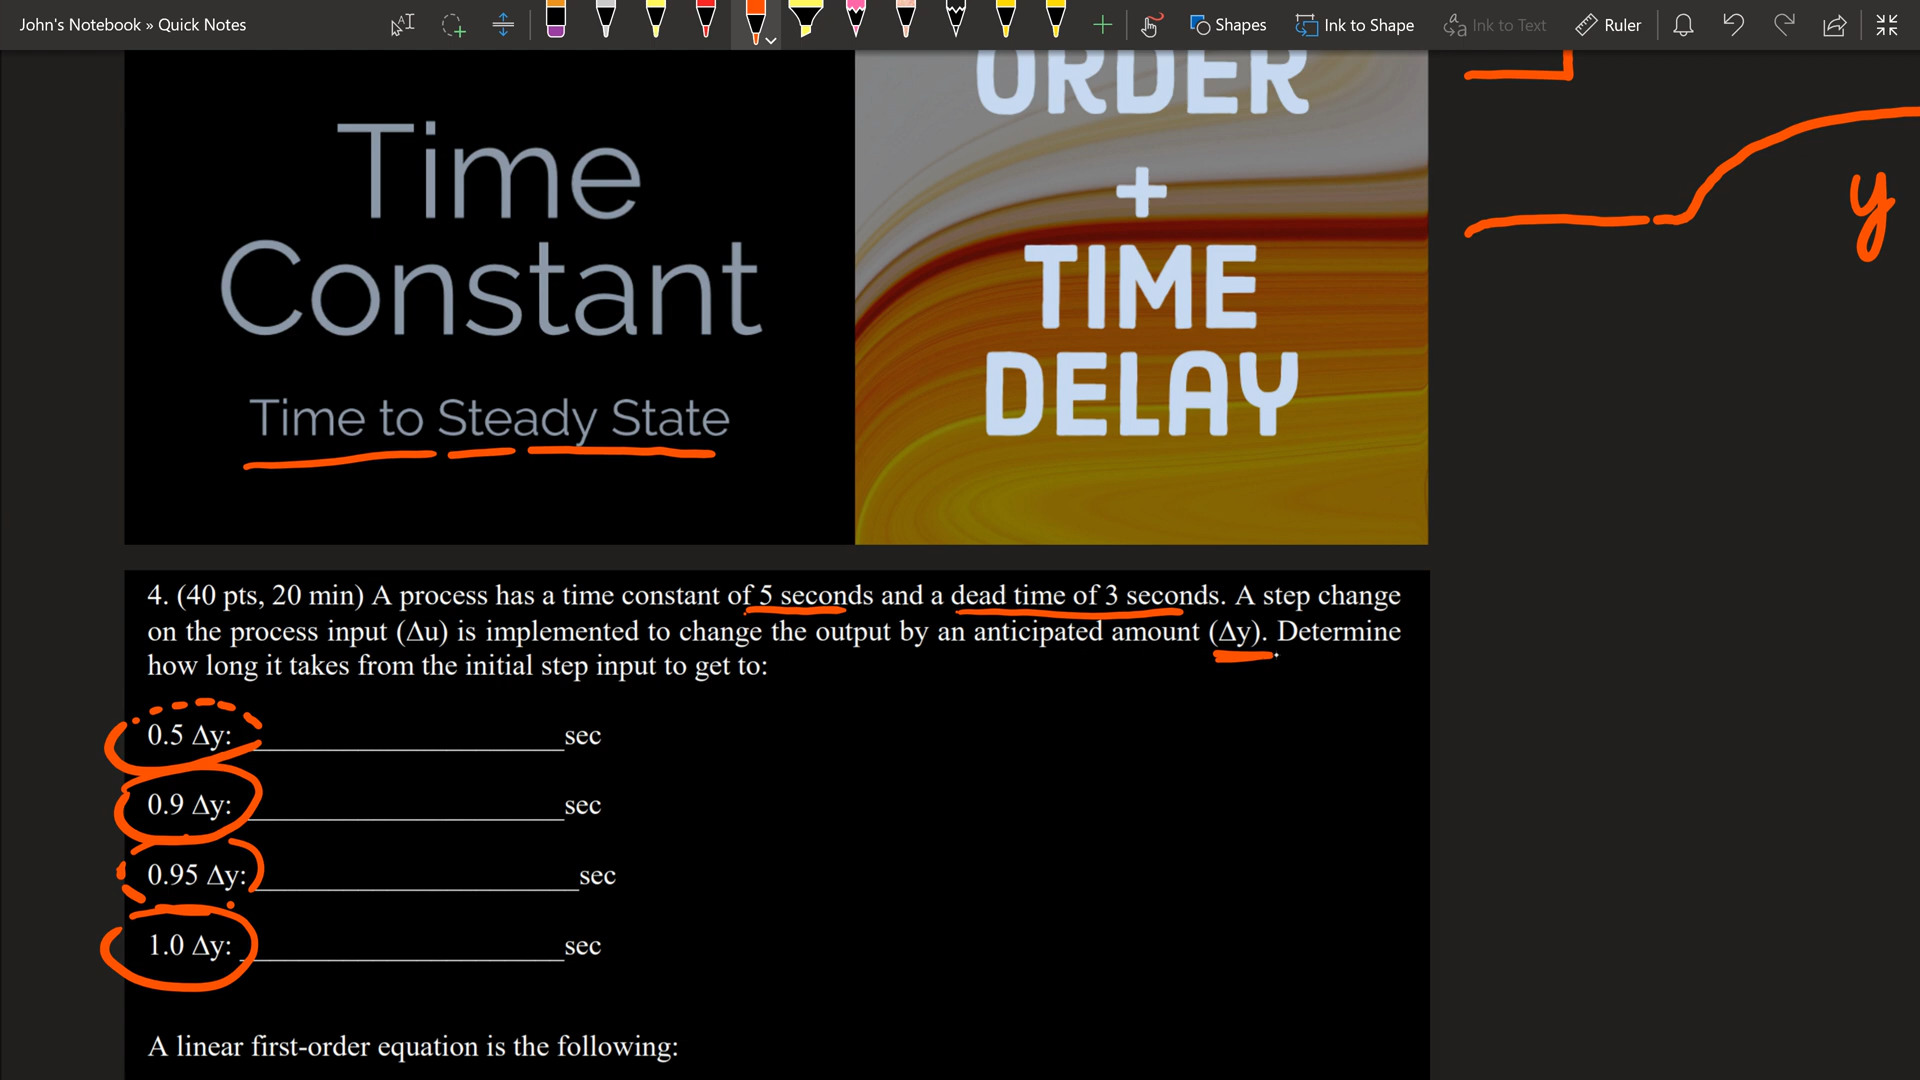 John's Notebook » Quick Notes
Shapes
Ink to Shape
Ink to Text
Ruler
Time
Constant
Time to Steady State
ORDER
+
TIME
DELAY
y
4. (40 pts, 20 min) A process has a time constant of 5 seconds and a dead time of 3 seconds. A step change
on the process input (Δu) is implemented to change the output by an anticipated amount (Δy). Determine
how long it takes from the initial step input to get to:
0.5 Δy: ______________________sec
0.9 Δy: ______________________sec
0.95 Δy: ______________________sec
1.0 Δy: ______________________sec
A linear first-order equation is the following: